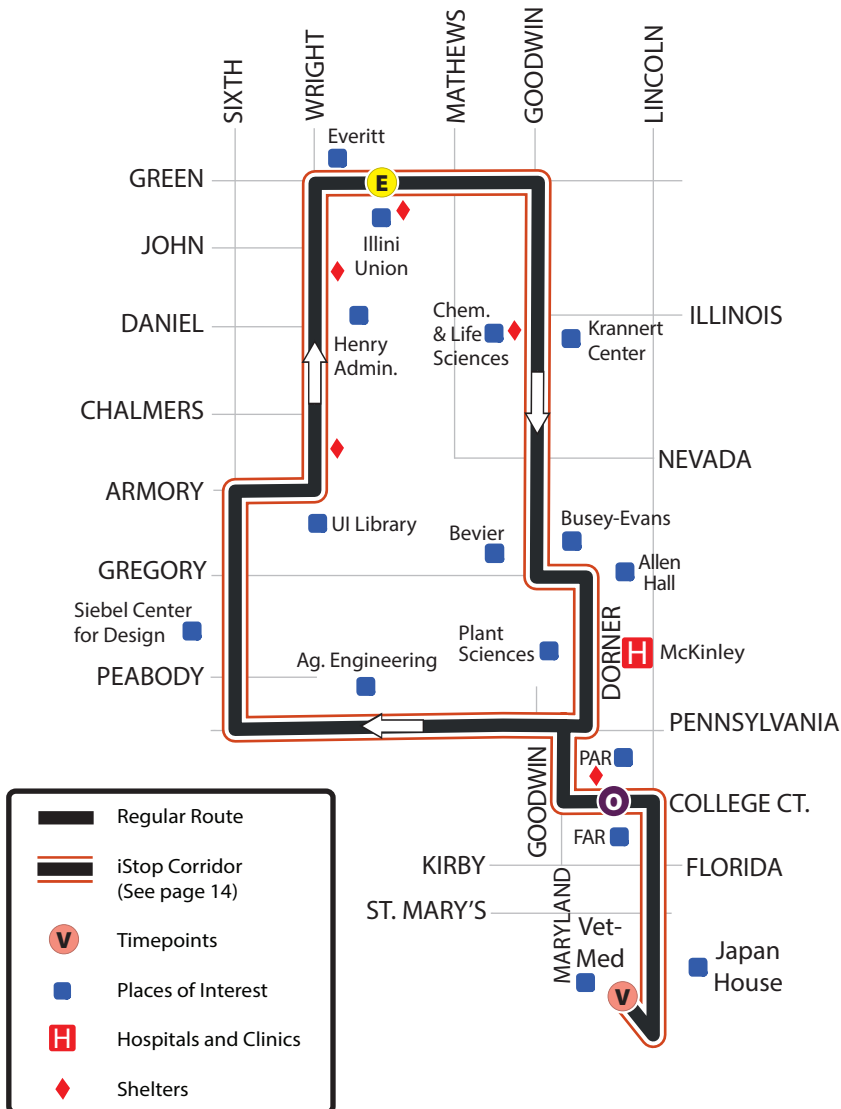 SIXTH
WRIGHT
MATHEWS
GOODWIN
LINCOLN
Everitt
GREEN
E
JOHN
Illini
Union
DANIEL
Henry
Admin.
Chem.
& Life
Sciences
ILLINOIS
Krannert
Center
CHALMERS
NEVADA
ARMORY
UI Library
Bevier
Busey-Evans
GREGORY
Allen
Hall
Siebel Center
for Design
Plant
Sciences
DORNER
H
McKinley
PEABODY
Ag. Engineering
PENNSYLVANIA
GOODWIN
PAR
O
COLLEGE CT.
FAR
KIRBY
FLORIDA
MARYLAND
ST. MARY'S
Vet-
Med
V
Japan
House
Regular Route
iStop Corridor
(See page 14)
V
Timepoints
Places of Interest
H
Hospitals and Clinics
Shelters